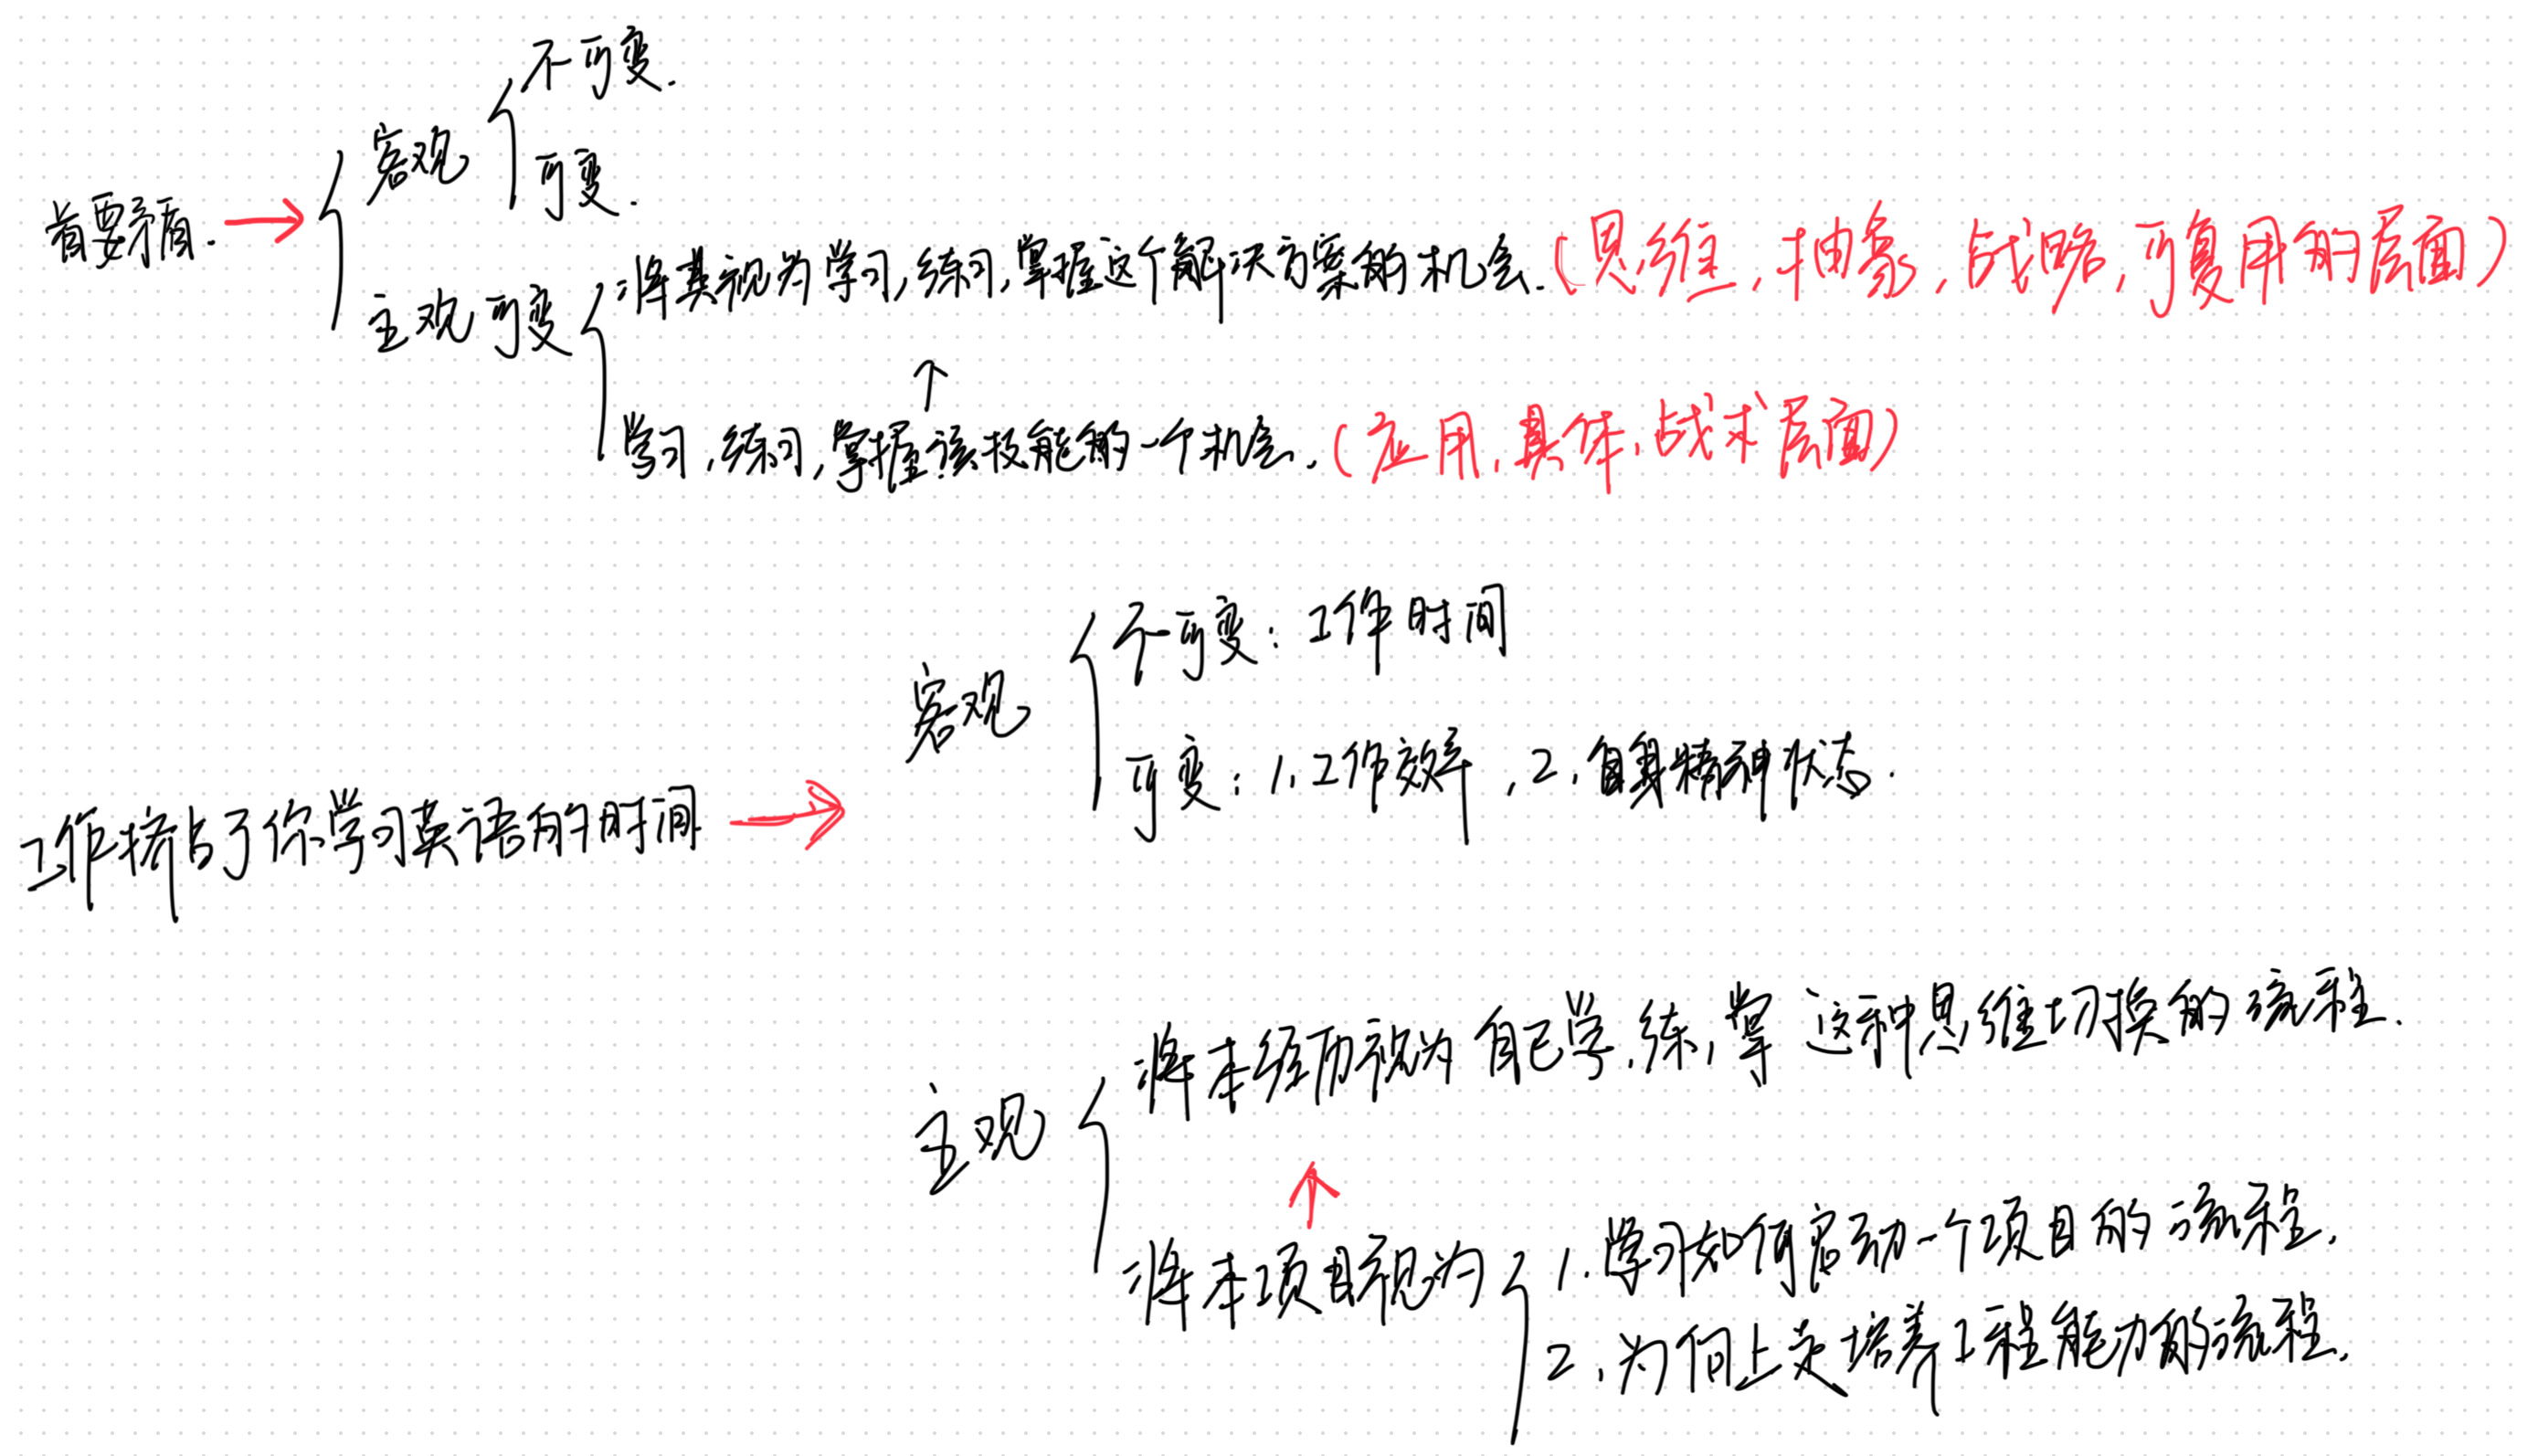 不可变.
客观
可变.
首要矛盾.
将其视为学习,练习,掌握这个解决方案的机会.(思维,抽象,战略,可复用的层面)
主观可变
学习,练习,掌握该技能的一个机会.(应用,具体,战术层面)
不可变:工作时间
客观
可变:1.工作效率,2.自身精神状态.
工作挤占了你学习英语的时间
将本经历视为自己学,练,掌这种思维切换的流程.
主观
将本项目视为
1.学习如何启动一个项目的流程.
2.为何上 培养工程能力的流程.